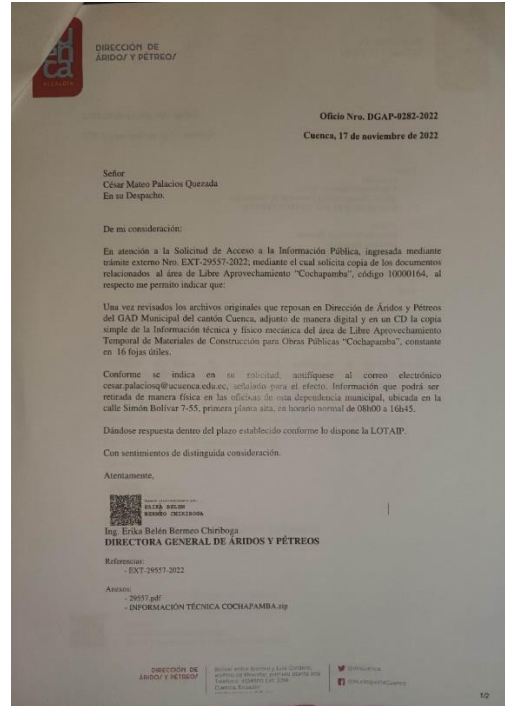 DIRECCIÓN DE
ÁRIDOS Y PÉTREOS
ALCALDÍA
Oficio Nro. DGAP-0282-2022
Cuenca, 17 de noviembre de 2022
Señor
César Mateo Palacios Quezada
En su Despacho.
De mi consideración:
En atención a la Solicitud de Acceso a la Información Pública, ingresada mediante
trámite externo Nro. EXT-29557-2022; mediante el cual solicita copia de los documentos
relacionados al área de Libre Aprovechamiento “Cochapamba”, código 10000164, al
respecto me permito indicar que:
Una vez revisados los archivos originales que reposan en Dirección de Áridos y Pétreos
del GAD Municipal del cantón Cuenca, adjunto de manera digital y en un CD la copia
simple de la Información técnica y físico mecánica del área de Libre Aprovechamiento
Temporal de Materiales de Construcción para Obras Públicas “Cochapamba”, constante
en 16 fojas útiles.
Conforme se indica en su solicitud, notifíquese al correo electrónico
cesar.palaciosq@ucuenca.edu.ec, señalado para el efecto. Información que podrá ser
retirada de manera física en las oficinas de esta dependencia municipal, ubicada en la
calle Simón Bolívar 7-55, primera planta alta, en horario normal de 08h00 a 16h45.
Dándose respuesta dentro del plazo establecido conforme lo dispone la LOTAIP.
Con sentimientos de distinguida consideración.
Atentamente,
ERIKA BELEN
BERMEO CHIRIBOGA
Ing. Erika Belén Bermeo Chiriboga
DIRECTORA GENERAL DE ÁRIDOS Y PÉTREOS
Referencias:
- EXT-29557-2022
Anexos:
- 29557.pdf
- INFORMACIÓN TÉCNICA COCHAPAMBA.zip
DIRECCIÓN DE
ÁRIDOS Y PÉTREOS
Cuenca, Ecuador
1/2